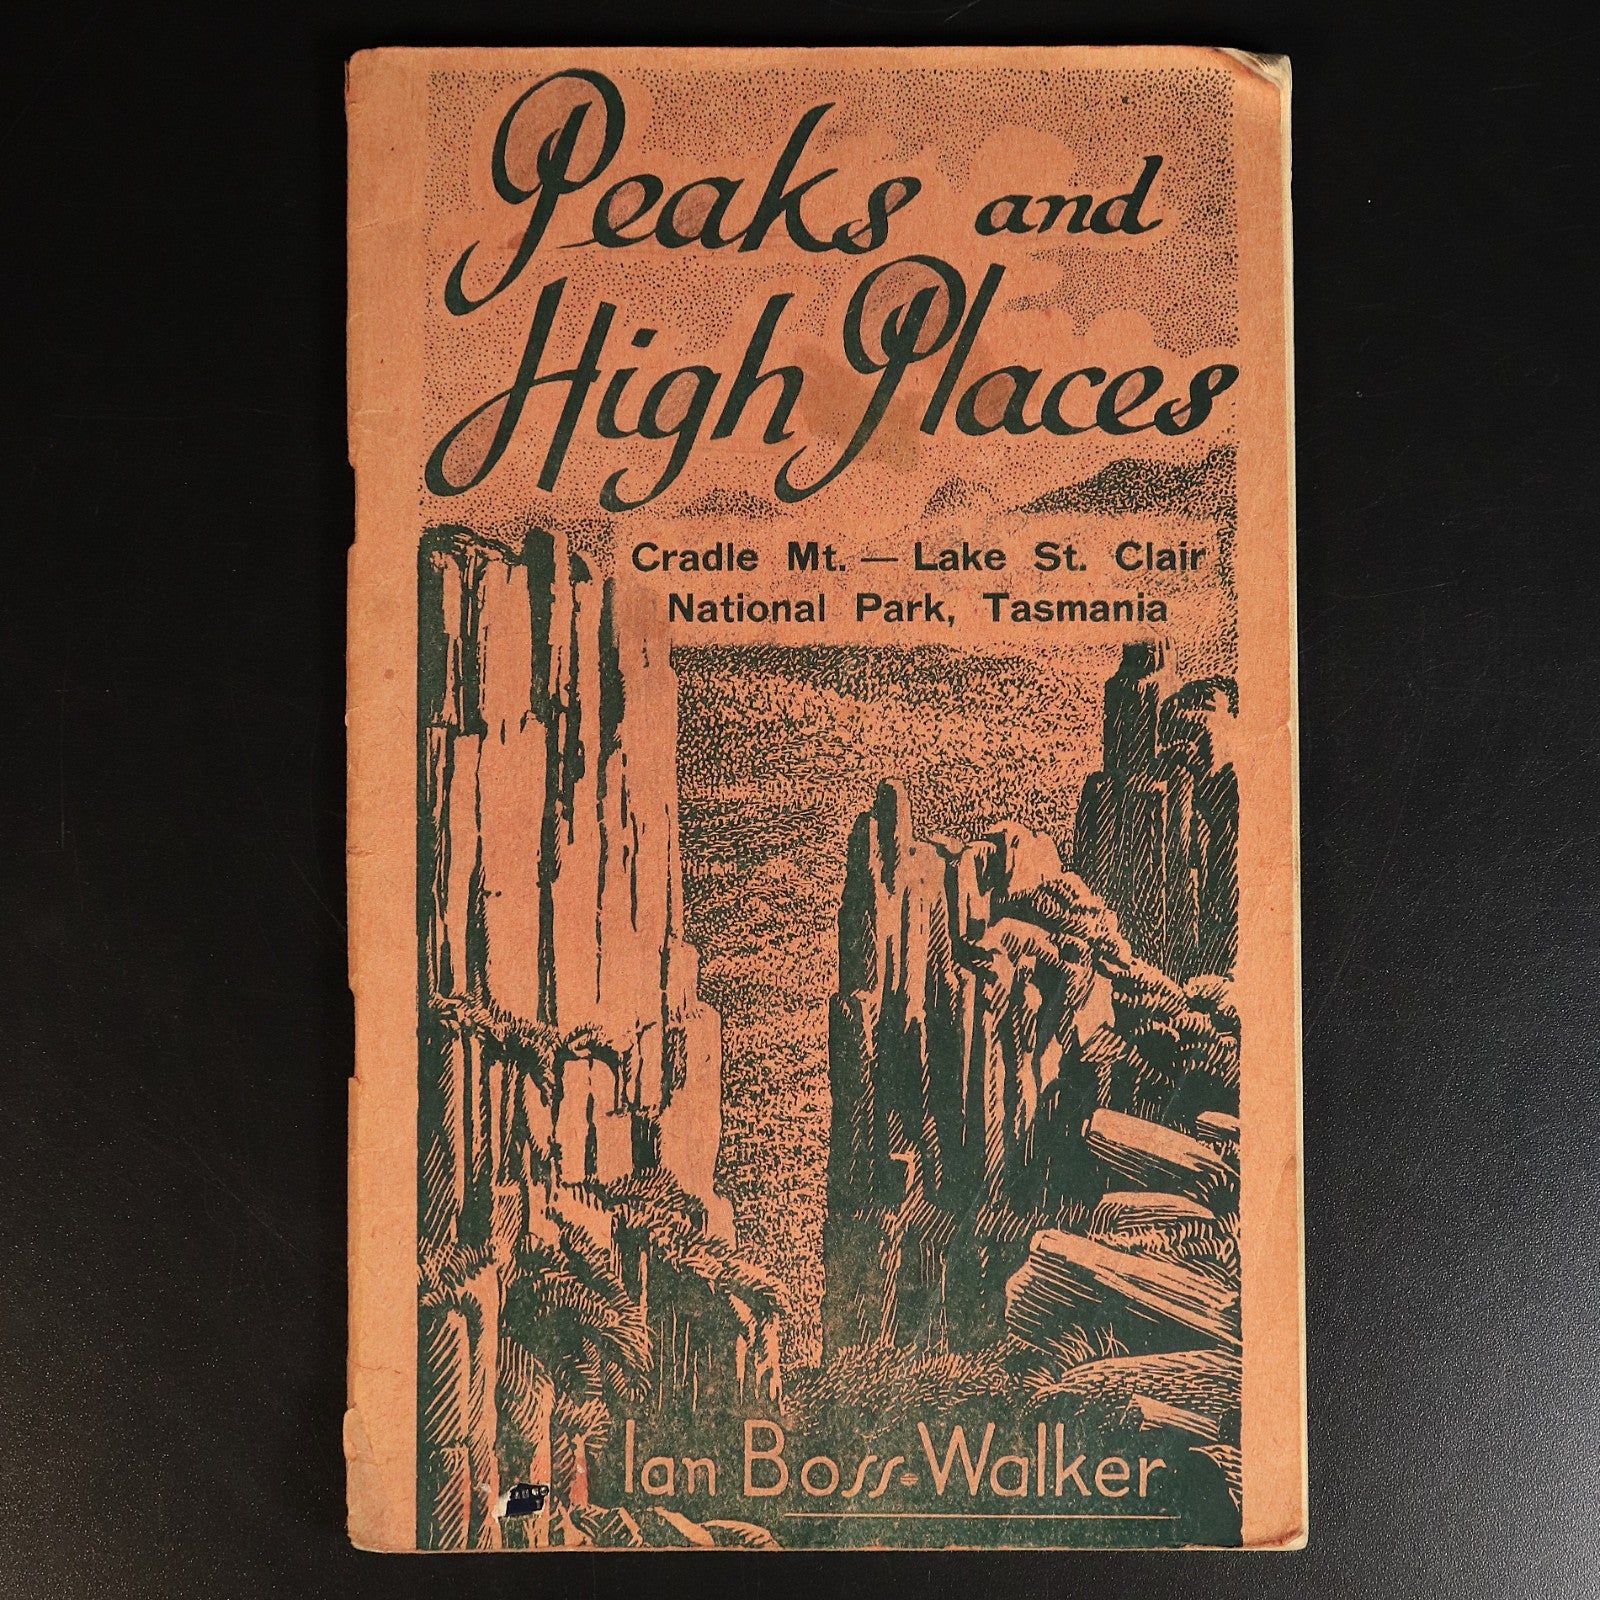 Peaks and
High Places
Cradle Mt. — Lake St. Clair
National Park, Tasmania
Ian Boss-Walker